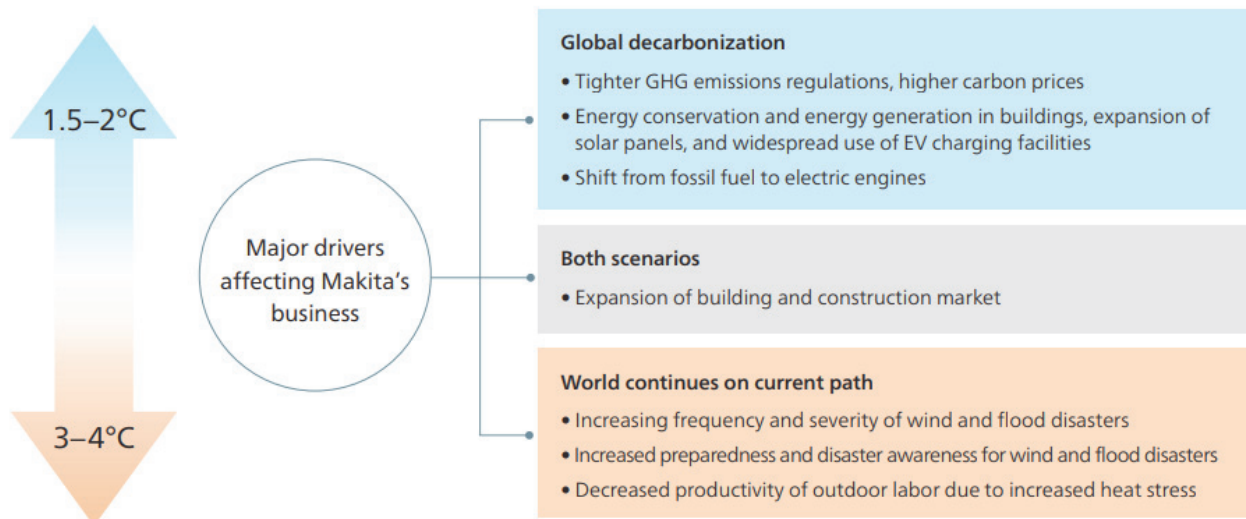 1.5–2°C
3–4°C
Major drivers
affecting Makita's
business
Global decarbonization
• Tighter GHG emissions regulations, higher carbon prices
• Energy conservation and energy generation in buildings, expansion of
solar panels, and widespread use of EV charging facilities
• Shift from fossil fuel to electric engines
Both scenarios
• Expansion of building and construction market
World continues on current path
• Increasing frequency and severity of wind and flood disasters
• Increased preparedness and disaster awareness for wind and flood disasters
• Decreased productivity of outdoor labor due to increased heat stress